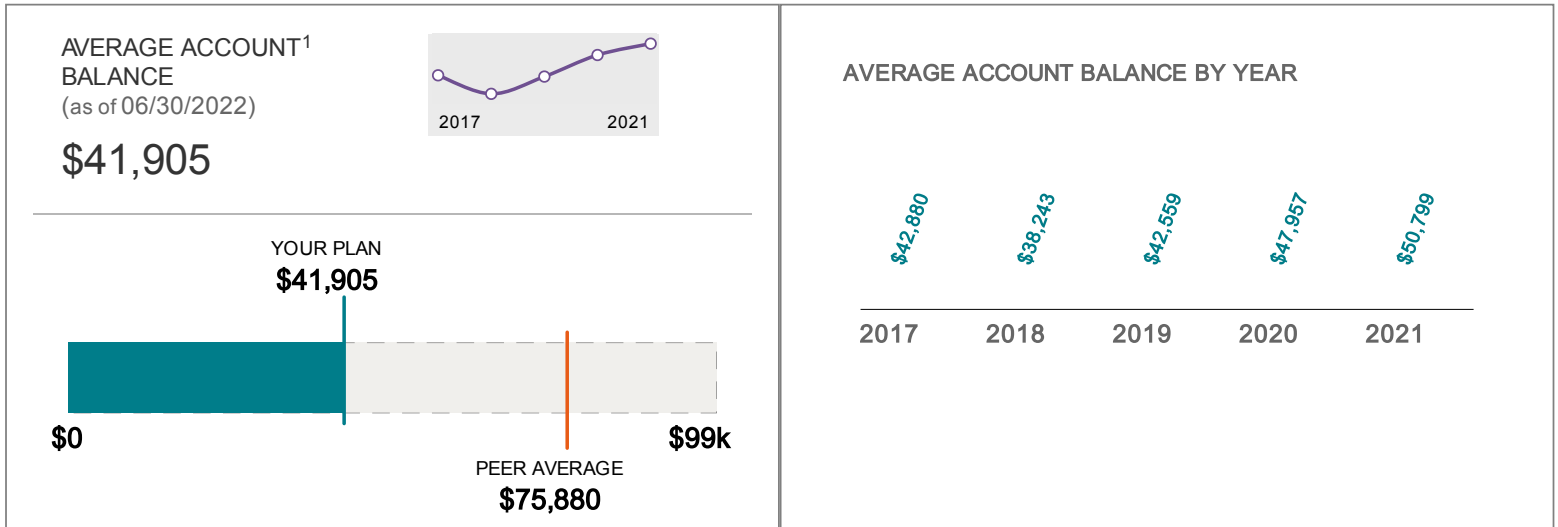 AVERAGE ACCOUNT¹
BALANCE
(as of 06/30/2022)
$41,905
2017 2021
YOUR PLAN
$41,905
$0 $99k
PEER AVERAGE
$75,880
AVERAGE ACCOUNT BALANCE BY YEAR
$42,880 $38,243 $42,559 $47,957 $50,799
2017 2018 2019 2020 2021